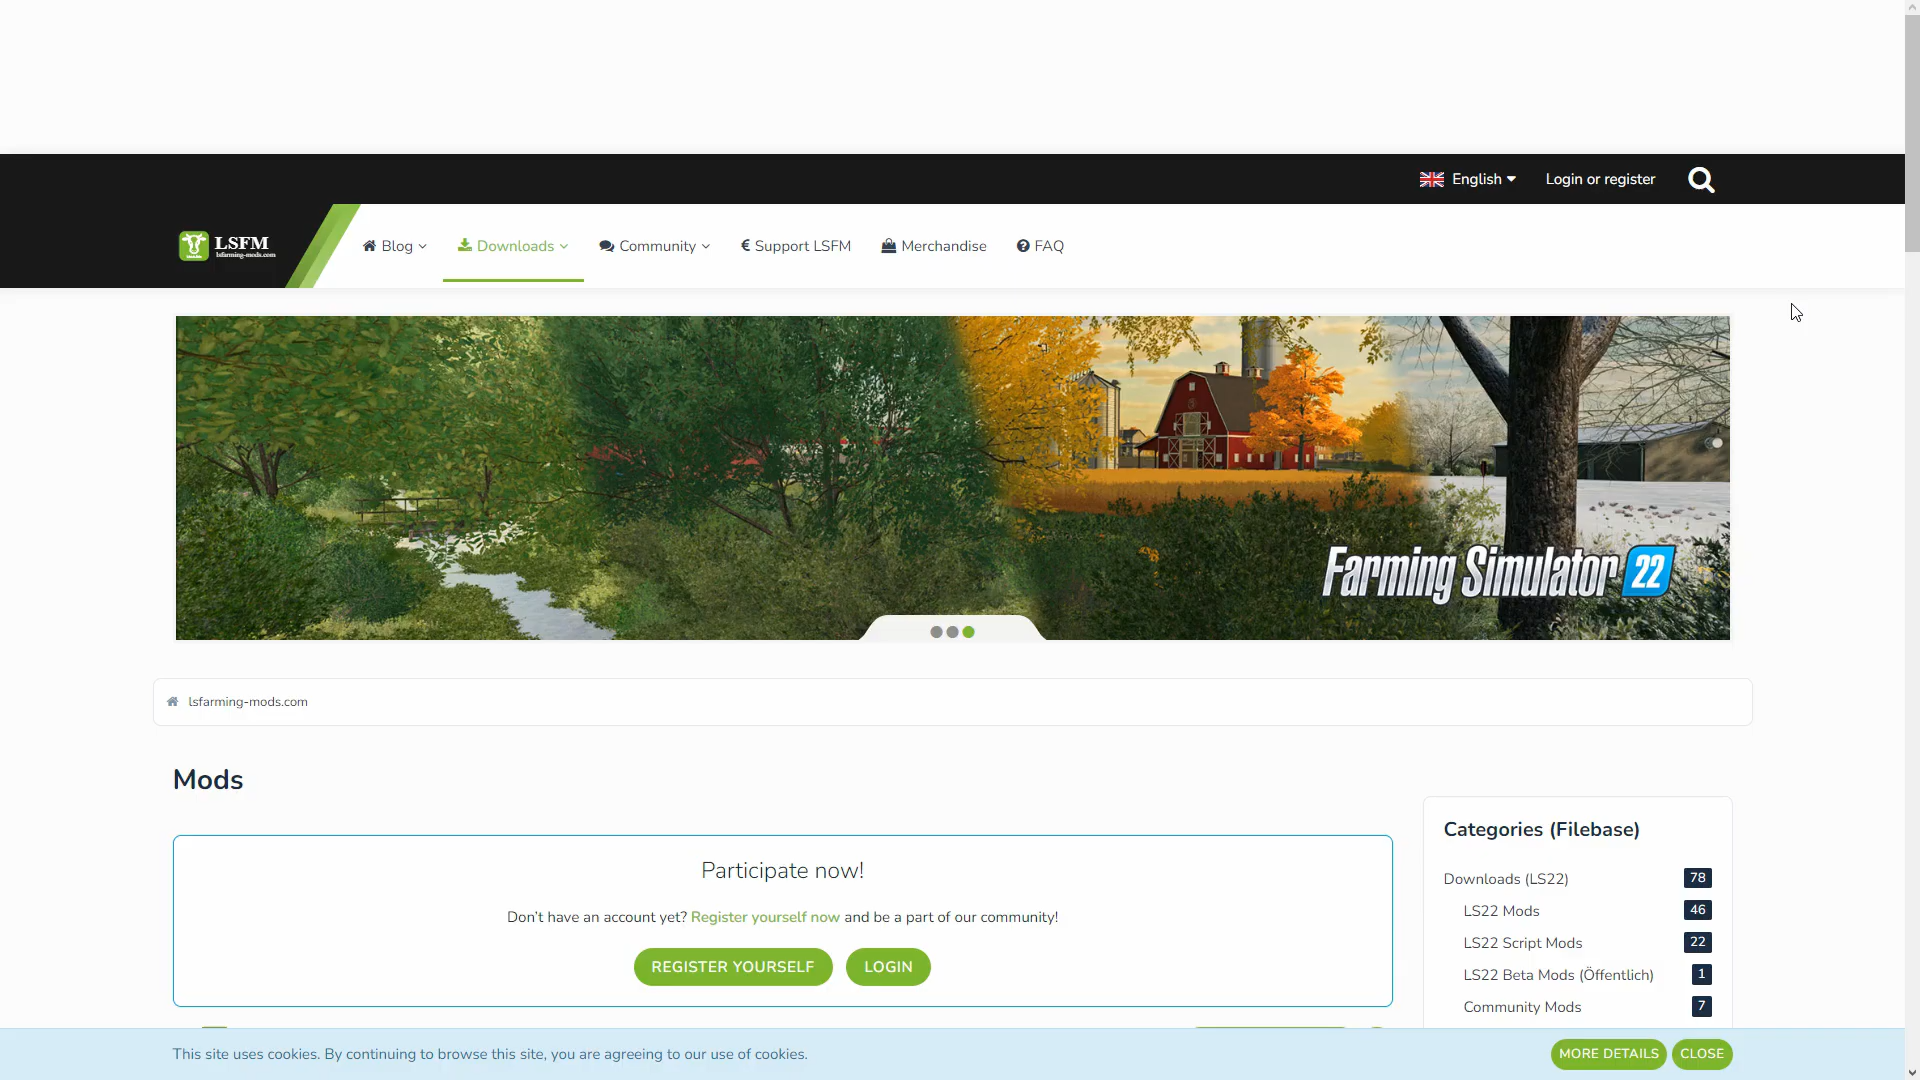 English
Login or register
LSFM
lsfarming-mods.com
Blog
Downloads
Community
€ Support LSFM
Merchandise
FAQ
Farming Simulator 22
lsfarming-mods.com
Mods
Participate now!
Don't have an account yet? Register yourself now and be a part of our community!
REGISTER YOURSELF
LOGIN
Categories (Filebase)
Downloads (LS22) 78
LS22 Mods 46
LS22 Script Mods 22
LS22 Beta Mods (Öffentlich) 1
Community Mods 7
This site uses cookies. By continuing to browse this site, you are agreeing to our use of cookies.
MORE DETAILS
CLOSE